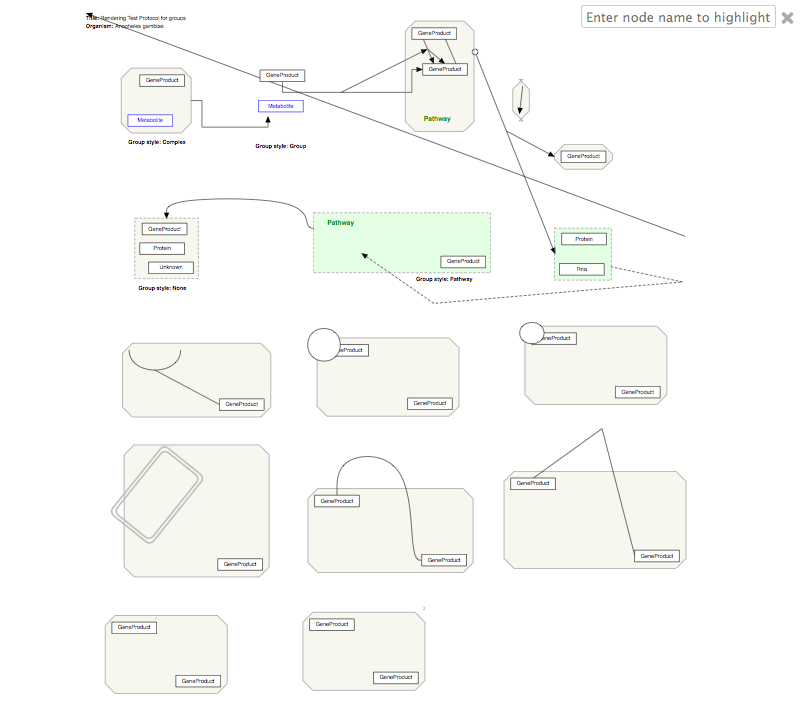 Enter node name to highlight
Title: Rendering Test Protocol for groups
Organism: Anopheles gambiae
GeneProduct
GeneProduct
GeneProduct
GeneProduct
Metabolite
Metabolite
Pathway
Group style: Complex
Group style: Group
GeneProduct
GeneProduct
Protein
Unknown
Group style: None
Pathway
GeneProduct
Group style: Pathway
Protein
Rna
GeneProduct
eProduct
GeneProduct
eneProduct
GeneProduct
GeneProduct
GeneProduct
GeneProduct
GeneProduct
GeneProduct
GeneProduct
GeneProduct
GeneProduct
GeneProduct